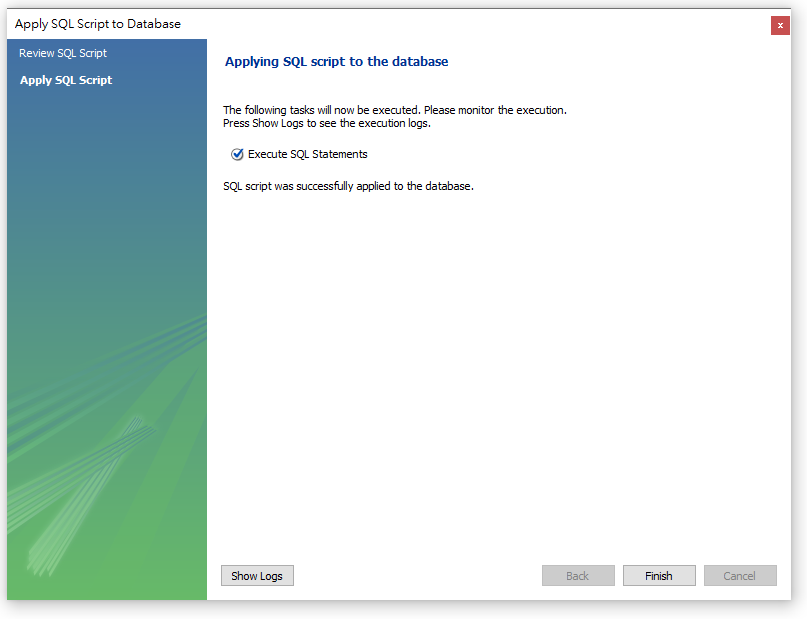 Apply SQL Script to Database
x
Review SQL Script
Apply SQL Script
Applying SQL script to the database
The following tasks will now be executed. Please monitor the execution.
Press Show Logs to see the execution logs.
Execute SQL Statements
SQL script was successfully applied to the database.
Show Logs
Back
Finish
Cancel